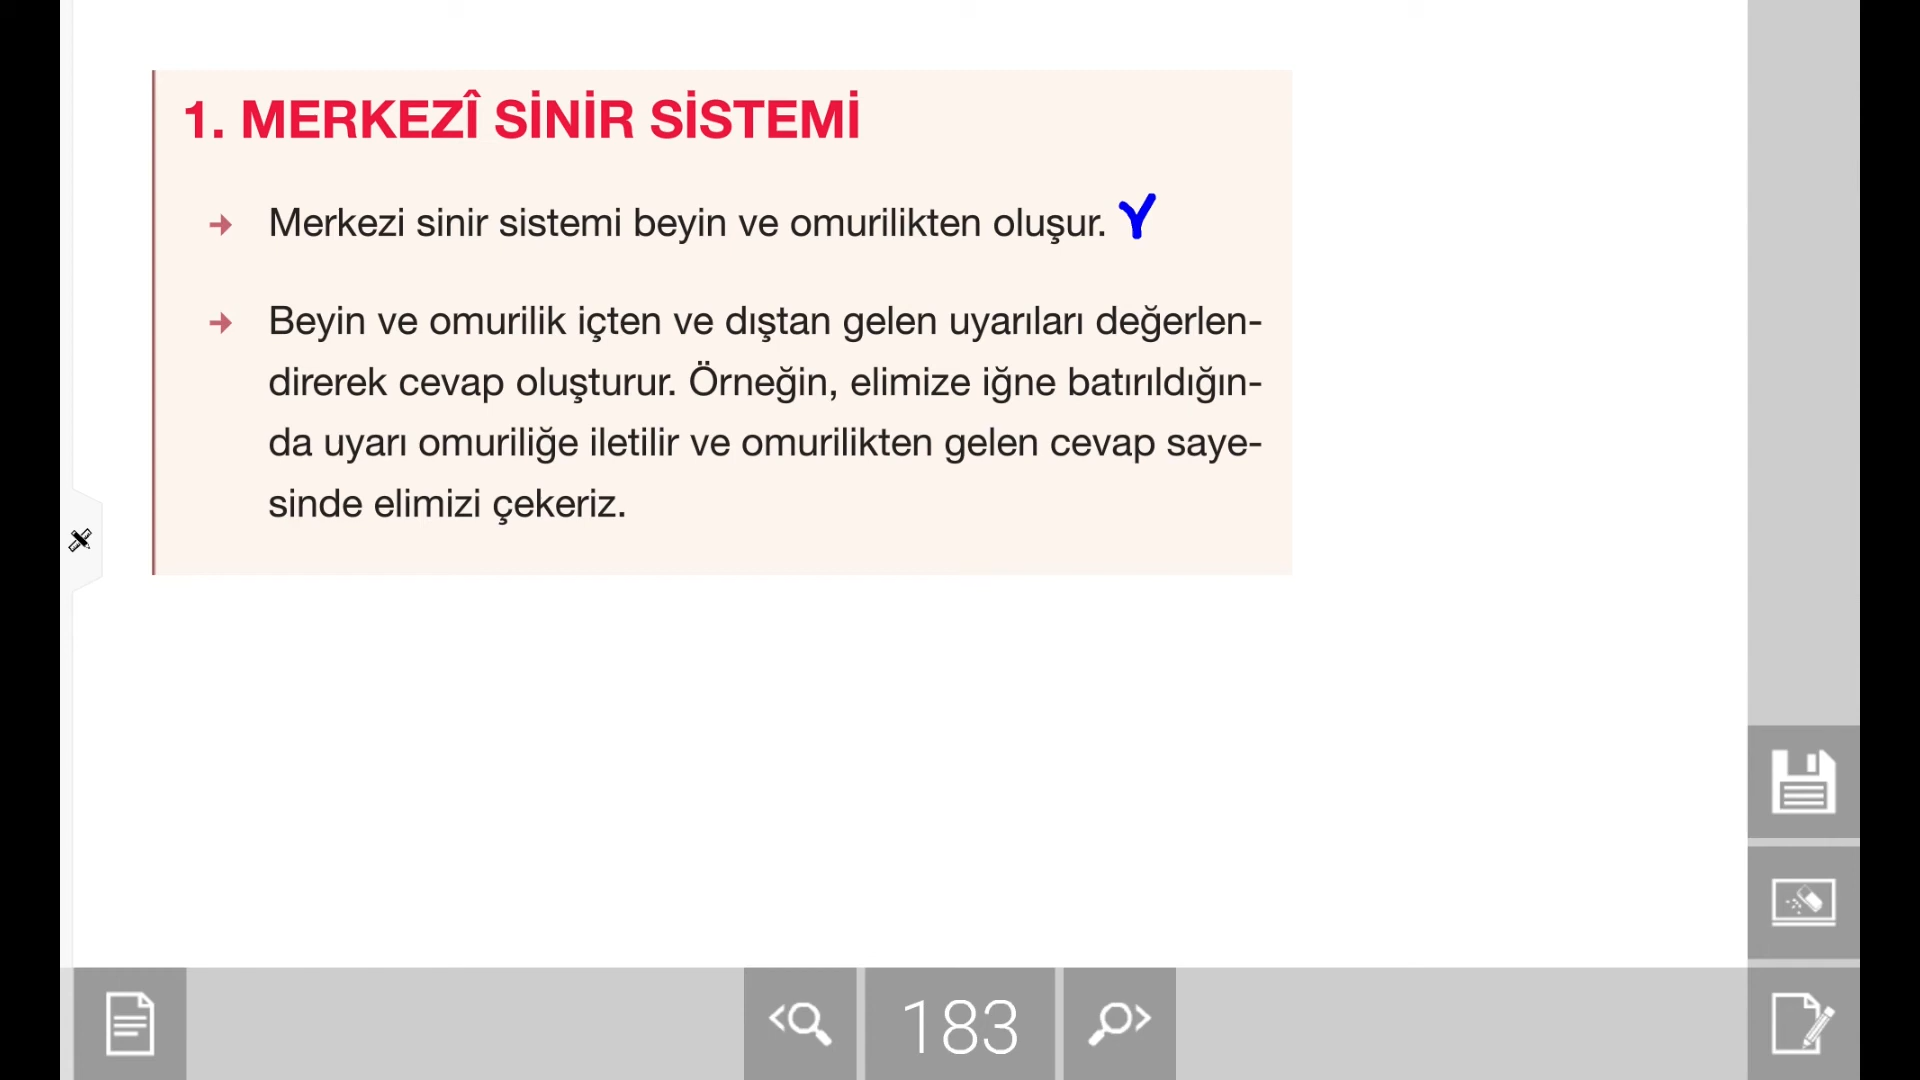 1. MERKEZÎ SİNİR SİSTEMİ
→ Merkezi sinir sistemi beyin ve omurilikten oluşur. Y
→ Beyin ve omurilik içten ve dıştan gelen uyarıları değerlen-
direrek cevap oluşturur. Örneğin, elimize iğne batırıldığın-
da uyarı omuriliğe iletilir ve omurilikten gelen cevap saye-
sinde elimizi çekeriz.
183